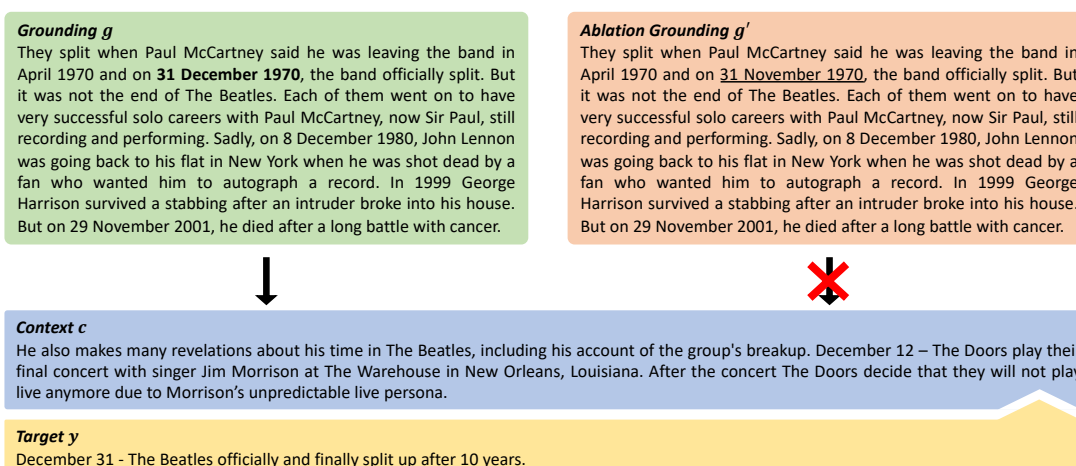 Grounding g
They split when Paul McCartney said he was leaving the band in
April 1970 and on 31 December 1970, the band officially split. But
it was not the end of The Beatles. Each of them went on to have
very successful solo careers with Paul McCartney, now Sir Paul, still
recording and performing. Sadly, on 8 December 1980, John Lennon
was going back to his flat in New York when he was shot dead by a
fan who wanted him to autograph a record. In 1999 George
Harrison survived a stabbing after an intruder broke into his house.
But on 29 November 2001, he died after a long battle with cancer.
Ablation Grounding g′
They split when Paul McCartney said he was leaving the band in
April 1970 and on 31 November 1970, the band officially split. But
it was not the end of The Beatles. Each of them went on to have
very successful solo careers with Paul McCartney, now Sir Paul, still
recording and performing. Sadly, on 8 December 1980, John Lennon
was going back to his flat in New York when he was shot dead by a
fan who wanted him to autograph a record. In 1999 George
Harrison survived a stabbing after an intruder broke into his house.
But on 29 November 2001, he died after a long battle with cancer.
Context c
He also makes many revelations about his time in The Beatles, including his account of the group's breakup. December 12 – The Doors play thei
final concert with singer Jim Morrison at The Warehouse in New Orleans, Louisiana. After the concert The Doors decide that they will not play
live anymore due to Morrison’s unpredictable live persona.
Target y
December 31 - The Beatles officially and finally split up after 10 years.